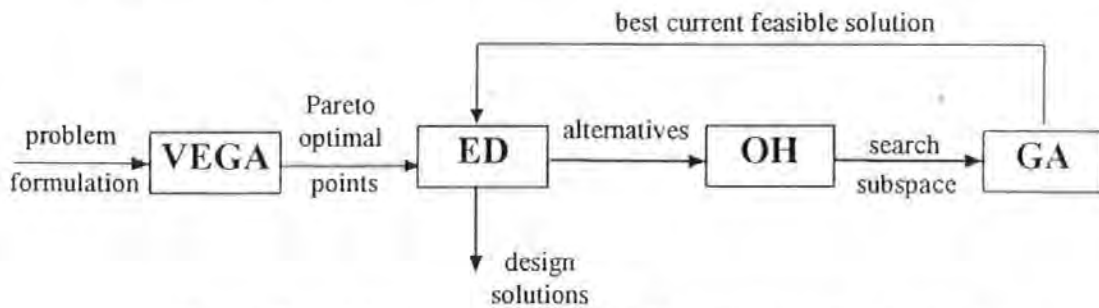 best current feasible solution
problem
formulation
VEGA
Pareto
optimal
points
ED
alternatives
OH
search
subspace
GA
design
solutions